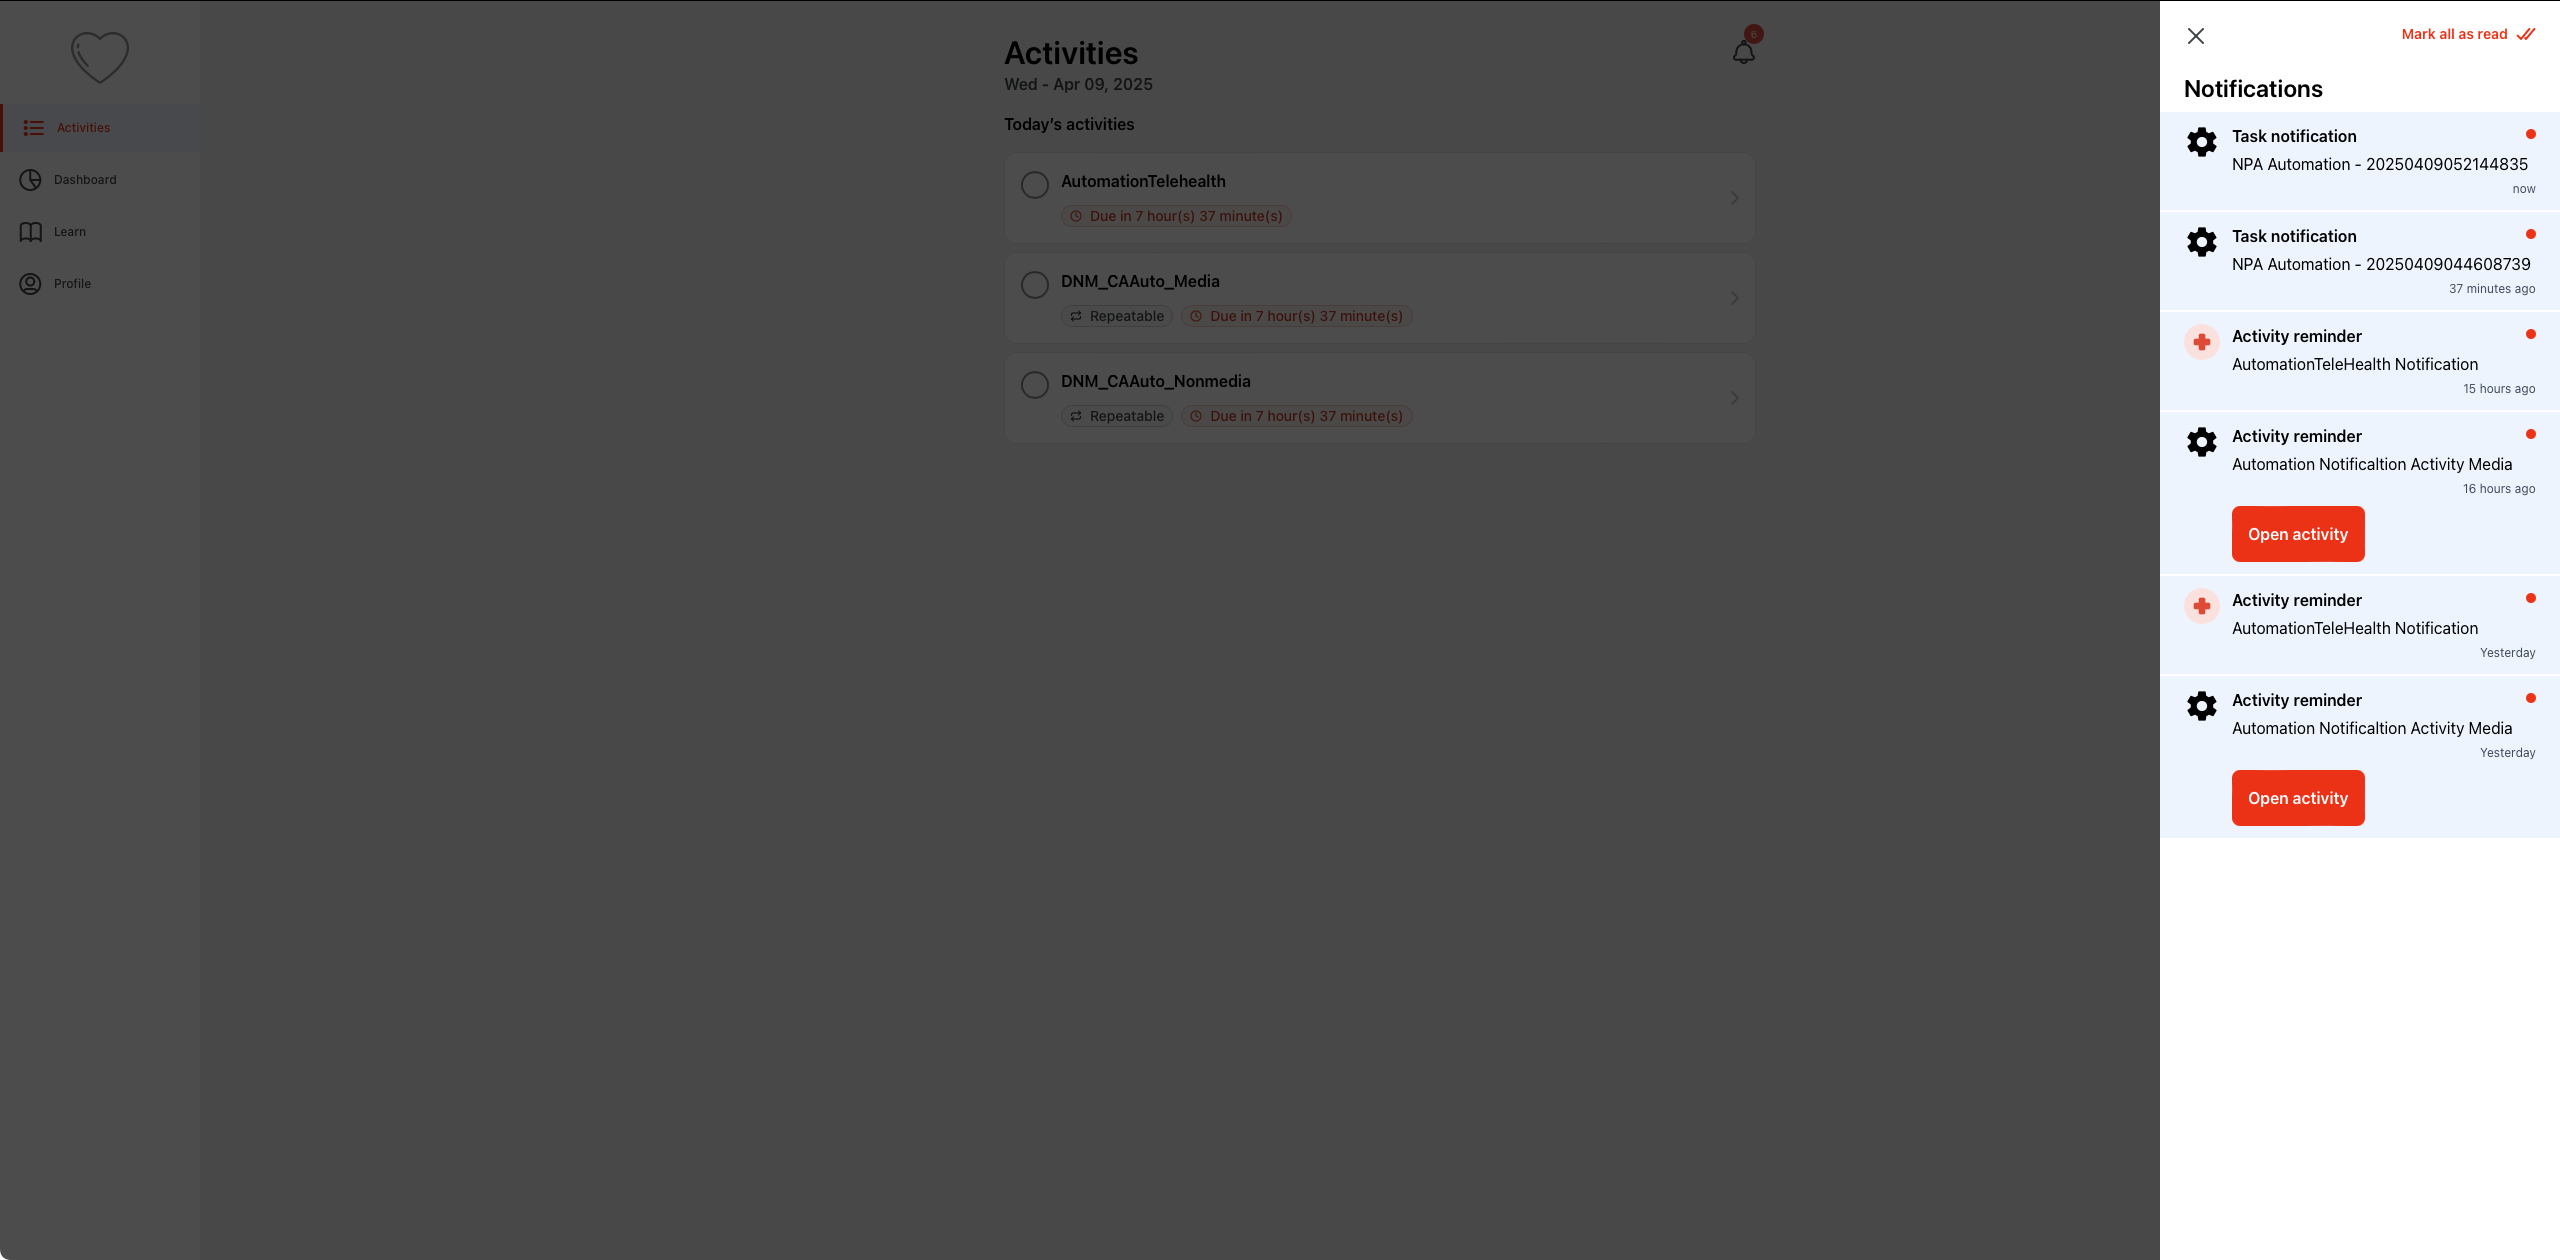 Activities
Dashboard
Learn
Profile
Activities
6
Wed - Apr 09, 2025
Today's activities
AutomationTelehealth
Due in 7 hour(s) 37 minute(s)
DNM_CAAuto_Media
Repeatable Due in 7 hour(s) 37 minute(s)
DNM_CAAuto_Nonmedia
Repeatable Due in 7 hour(s) 37 minute(s)
Mark all as read
Notifications
Task notification
NPA Automation - 20250409052144835
now
Task notification
NPA Automation - 20250409044608739
37 minutes ago
Activity reminder
AutomationTeleHealth Notification
15 hours ago
Activity reminder
Automation Notificaltion Activity Media
16 hours ago
Open activity
Activity reminder
AutomationTeleHealth Notification
Yesterday
Activity reminder
Automation Notificaltion Activity Media
Yesterday
Open activity